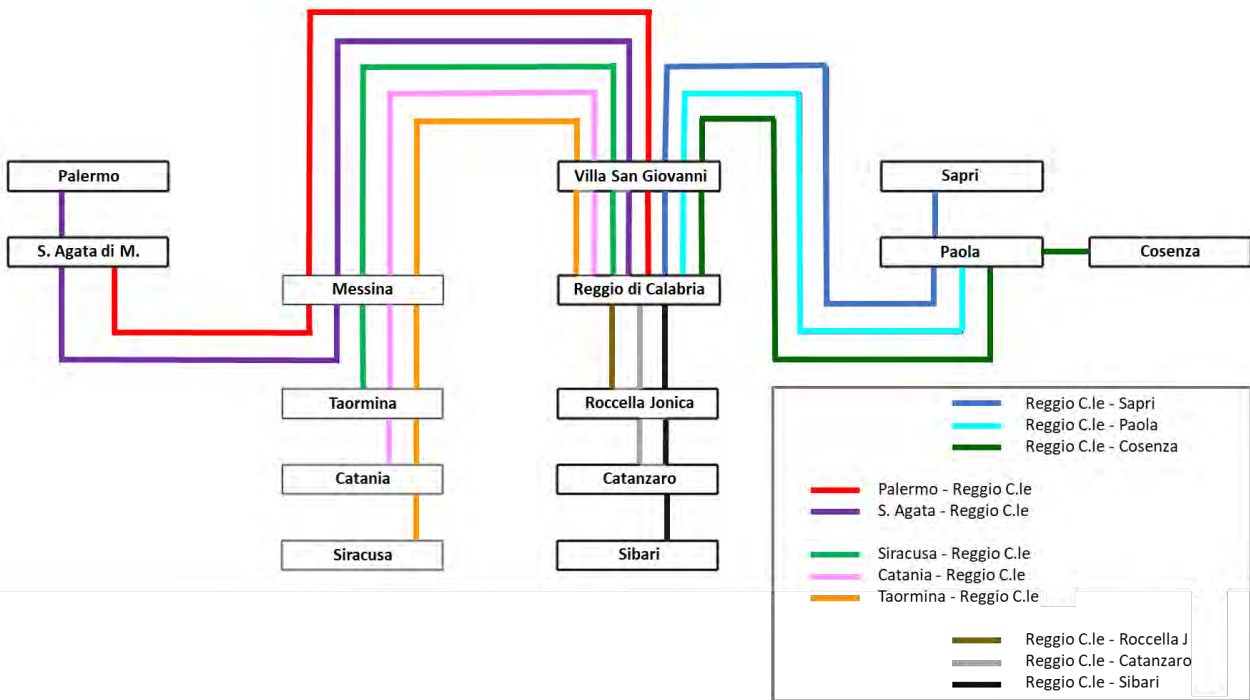 Palermo
Villa San Giovanni
Sapri
S. Agata di M.
Paola
Cosenza
Messina
Reggio di Calabria
Taormina
Roccella Jonica
Catania
Catanzaro
Siracusa
Sibari
Reggio C.le - Sapri
Reggio C.le - Paola
Reggio C.le - Cosenza
Palermo - Reggio C.le
S. Agata - Reggio C.le
Siracusa - Reggio C.le
Catania - Reggio C.le
Taormina - Reggio C.le
Reggio C.le - Roccella J
Reggio C.le - Catanzaro
Reggio C.le - Sibari